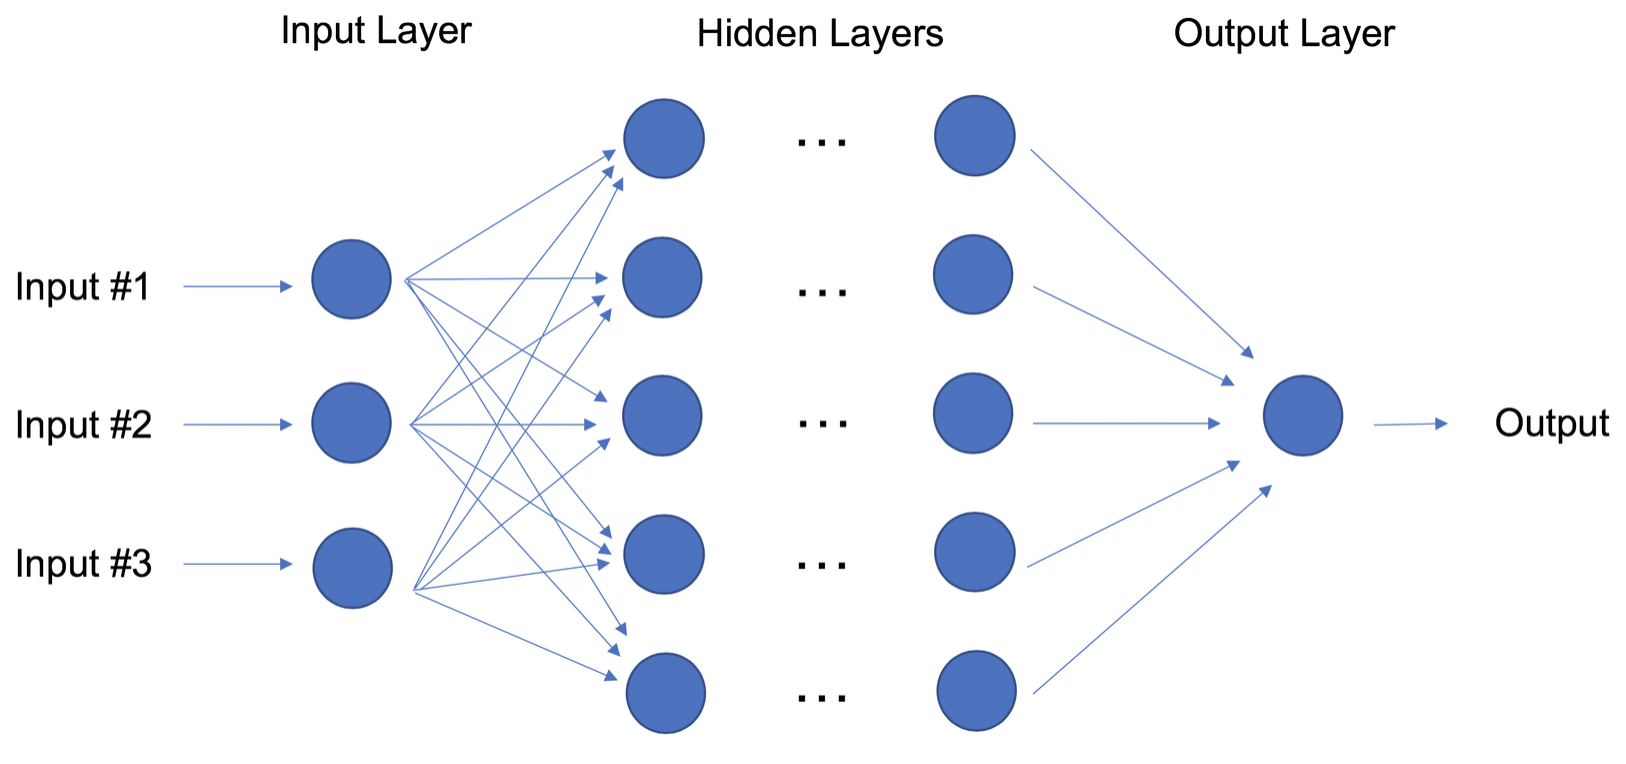 Input Layer
Hidden Layers
Output Layer
...
Input #1
...
Input #2
...
Output
Input #3
...
...